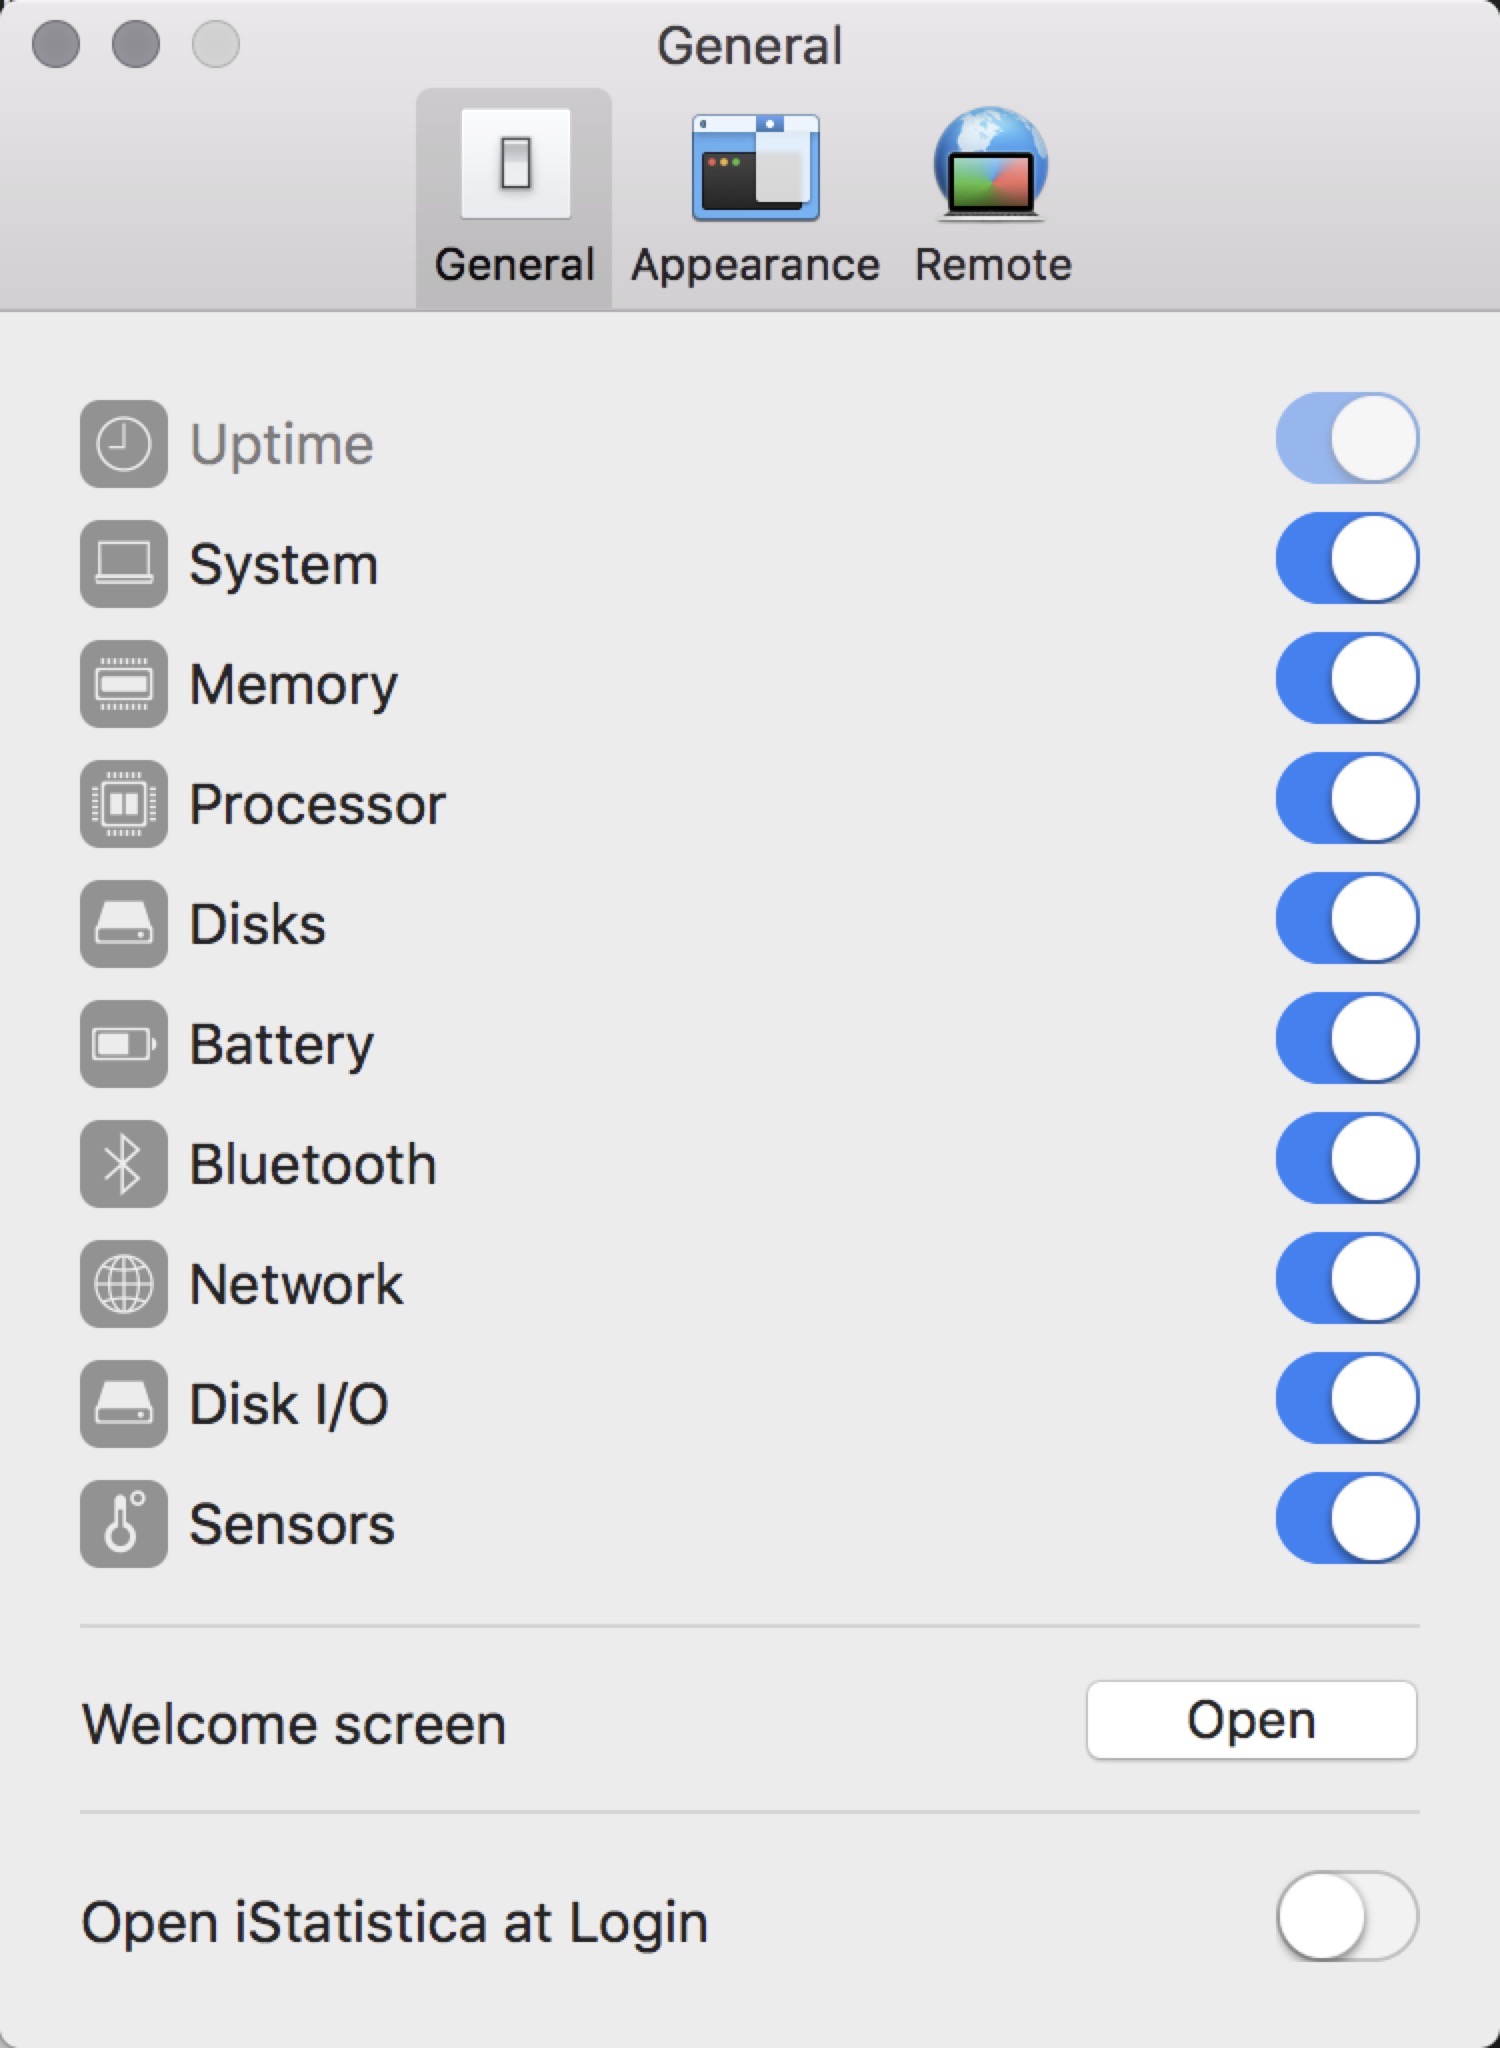 General
General Appearance Remote
Uptime
System
Memory
Processor
Disks
Battery
Bluetooth
Network
Disk I/O
Sensors
Welcome screen Open
Open iStatistica at Login